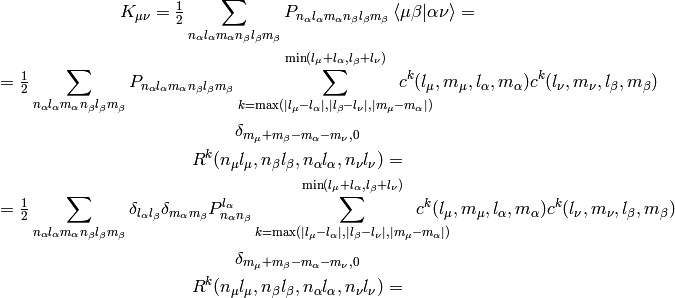 K_{\mu\nu} = \frac{1}{2} \sum_{n_\alpha l_\alpha m_\alpha n_\beta l_\beta m_\beta} P_{n_\alpha l_\alpha m_\alpha n_\beta l_\beta m_\beta} \langle \mu\beta|\alpha\nu \rangle =
= \frac{1}{2} \sum_{n_\alpha l_\alpha m_\alpha n_\beta l_\beta m_\beta} P_{n_\alpha l_\alpha m_\alpha n_\beta l_\beta m_\beta} \sum_{k=\max(|l_\mu-l_\alpha|,|l_\beta-l_\nu|,|m_\mu-m_\alpha|)}^{\min(l_\mu+l_\alpha,l_\beta+l_\nu)} c^k(l_\mu, m_\mu, l_\alpha, m_\alpha) c^k(l_\nu, m_\nu, l_\beta, m_\beta)
\delta_{m_\mu+m_\beta-m_\alpha-m_\nu,0}
R^k(n_\mu l_\mu, n_\beta l_\beta, n_\alpha l_\alpha, n_\nu l_\nu) =
= \frac{1}{2} \sum_{n_\alpha l_\alpha m_\alpha n_\beta l_\beta m_\beta} \delta_{l_\alpha l_\beta} \delta_{m_\alpha m_\beta} P^{l_\alpha}_{n_\alpha n_\beta} \sum_{k=\max(|l_\mu-l_\alpha|,|l_\beta-l_\nu|,|m_\mu-m_\alpha|)}^{\min(l_\mu+l_\alpha,l_\beta+l_\nu)} c^k(l_\mu, m_\mu, l_\alpha, m_\alpha) c^k(l_\nu, m_\nu, l_\beta, m_\beta)
\delta_{m_\mu+m_\beta-m_\alpha-m_\nu,0}
R^k(n_\mu l_\mu, n_\beta l_\beta, n_\alpha l_\alpha, n_\nu l_\nu) =